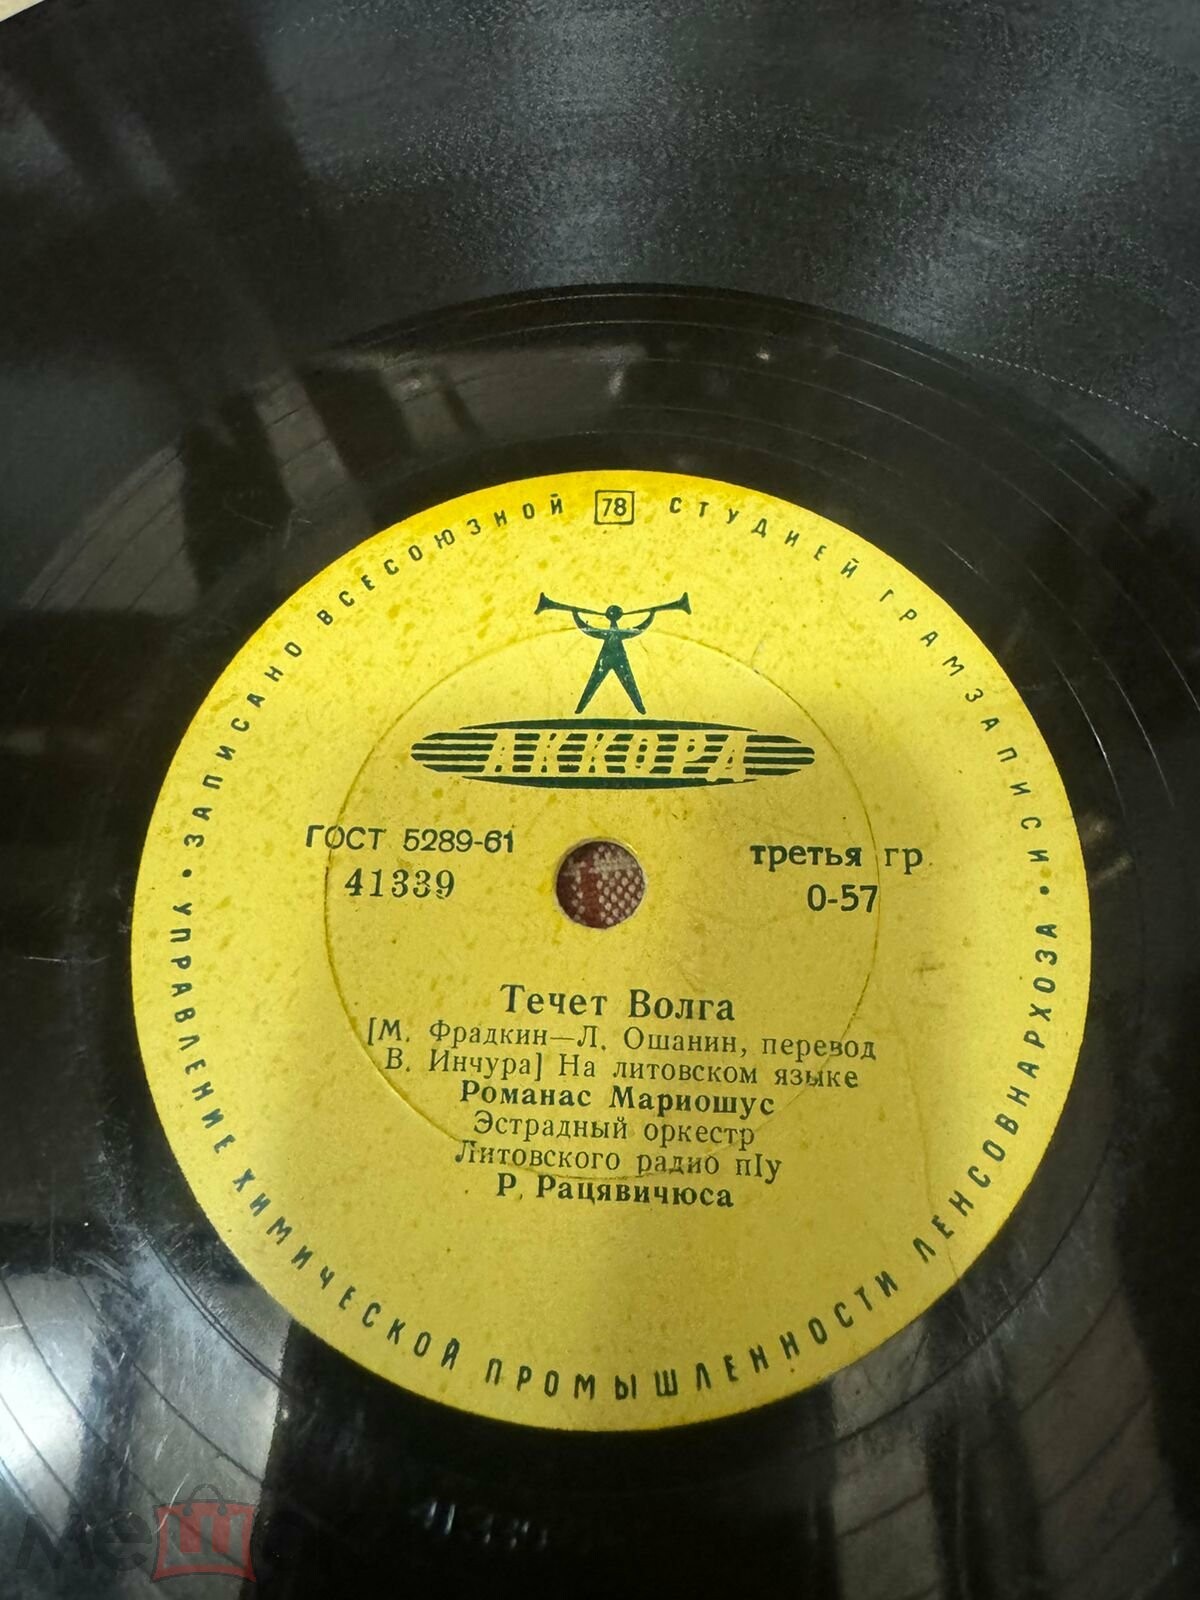 • ЗАПИСАНО ВСЕСОЮЗНОЙ 78 СТУДИЕЙ ГРАМЗАПИСИ •
АККОРД
ГОСТ 5289-61
41339
третья гр.
0-57
Течет Волга
[М. Фрадкин—Л. Ошанин, перевод
В. Инчура] На литовском языке
Романас Мариошус
Эстрадный оркестр
Литовского радио п/у
Р. Рацявичюса
УПРАВЛЕНИЕ ХИМИЧЕСКОЙ ПРОМЫШЛЕННОСТИ ЛЕНСОВНАРХОЗА
41339